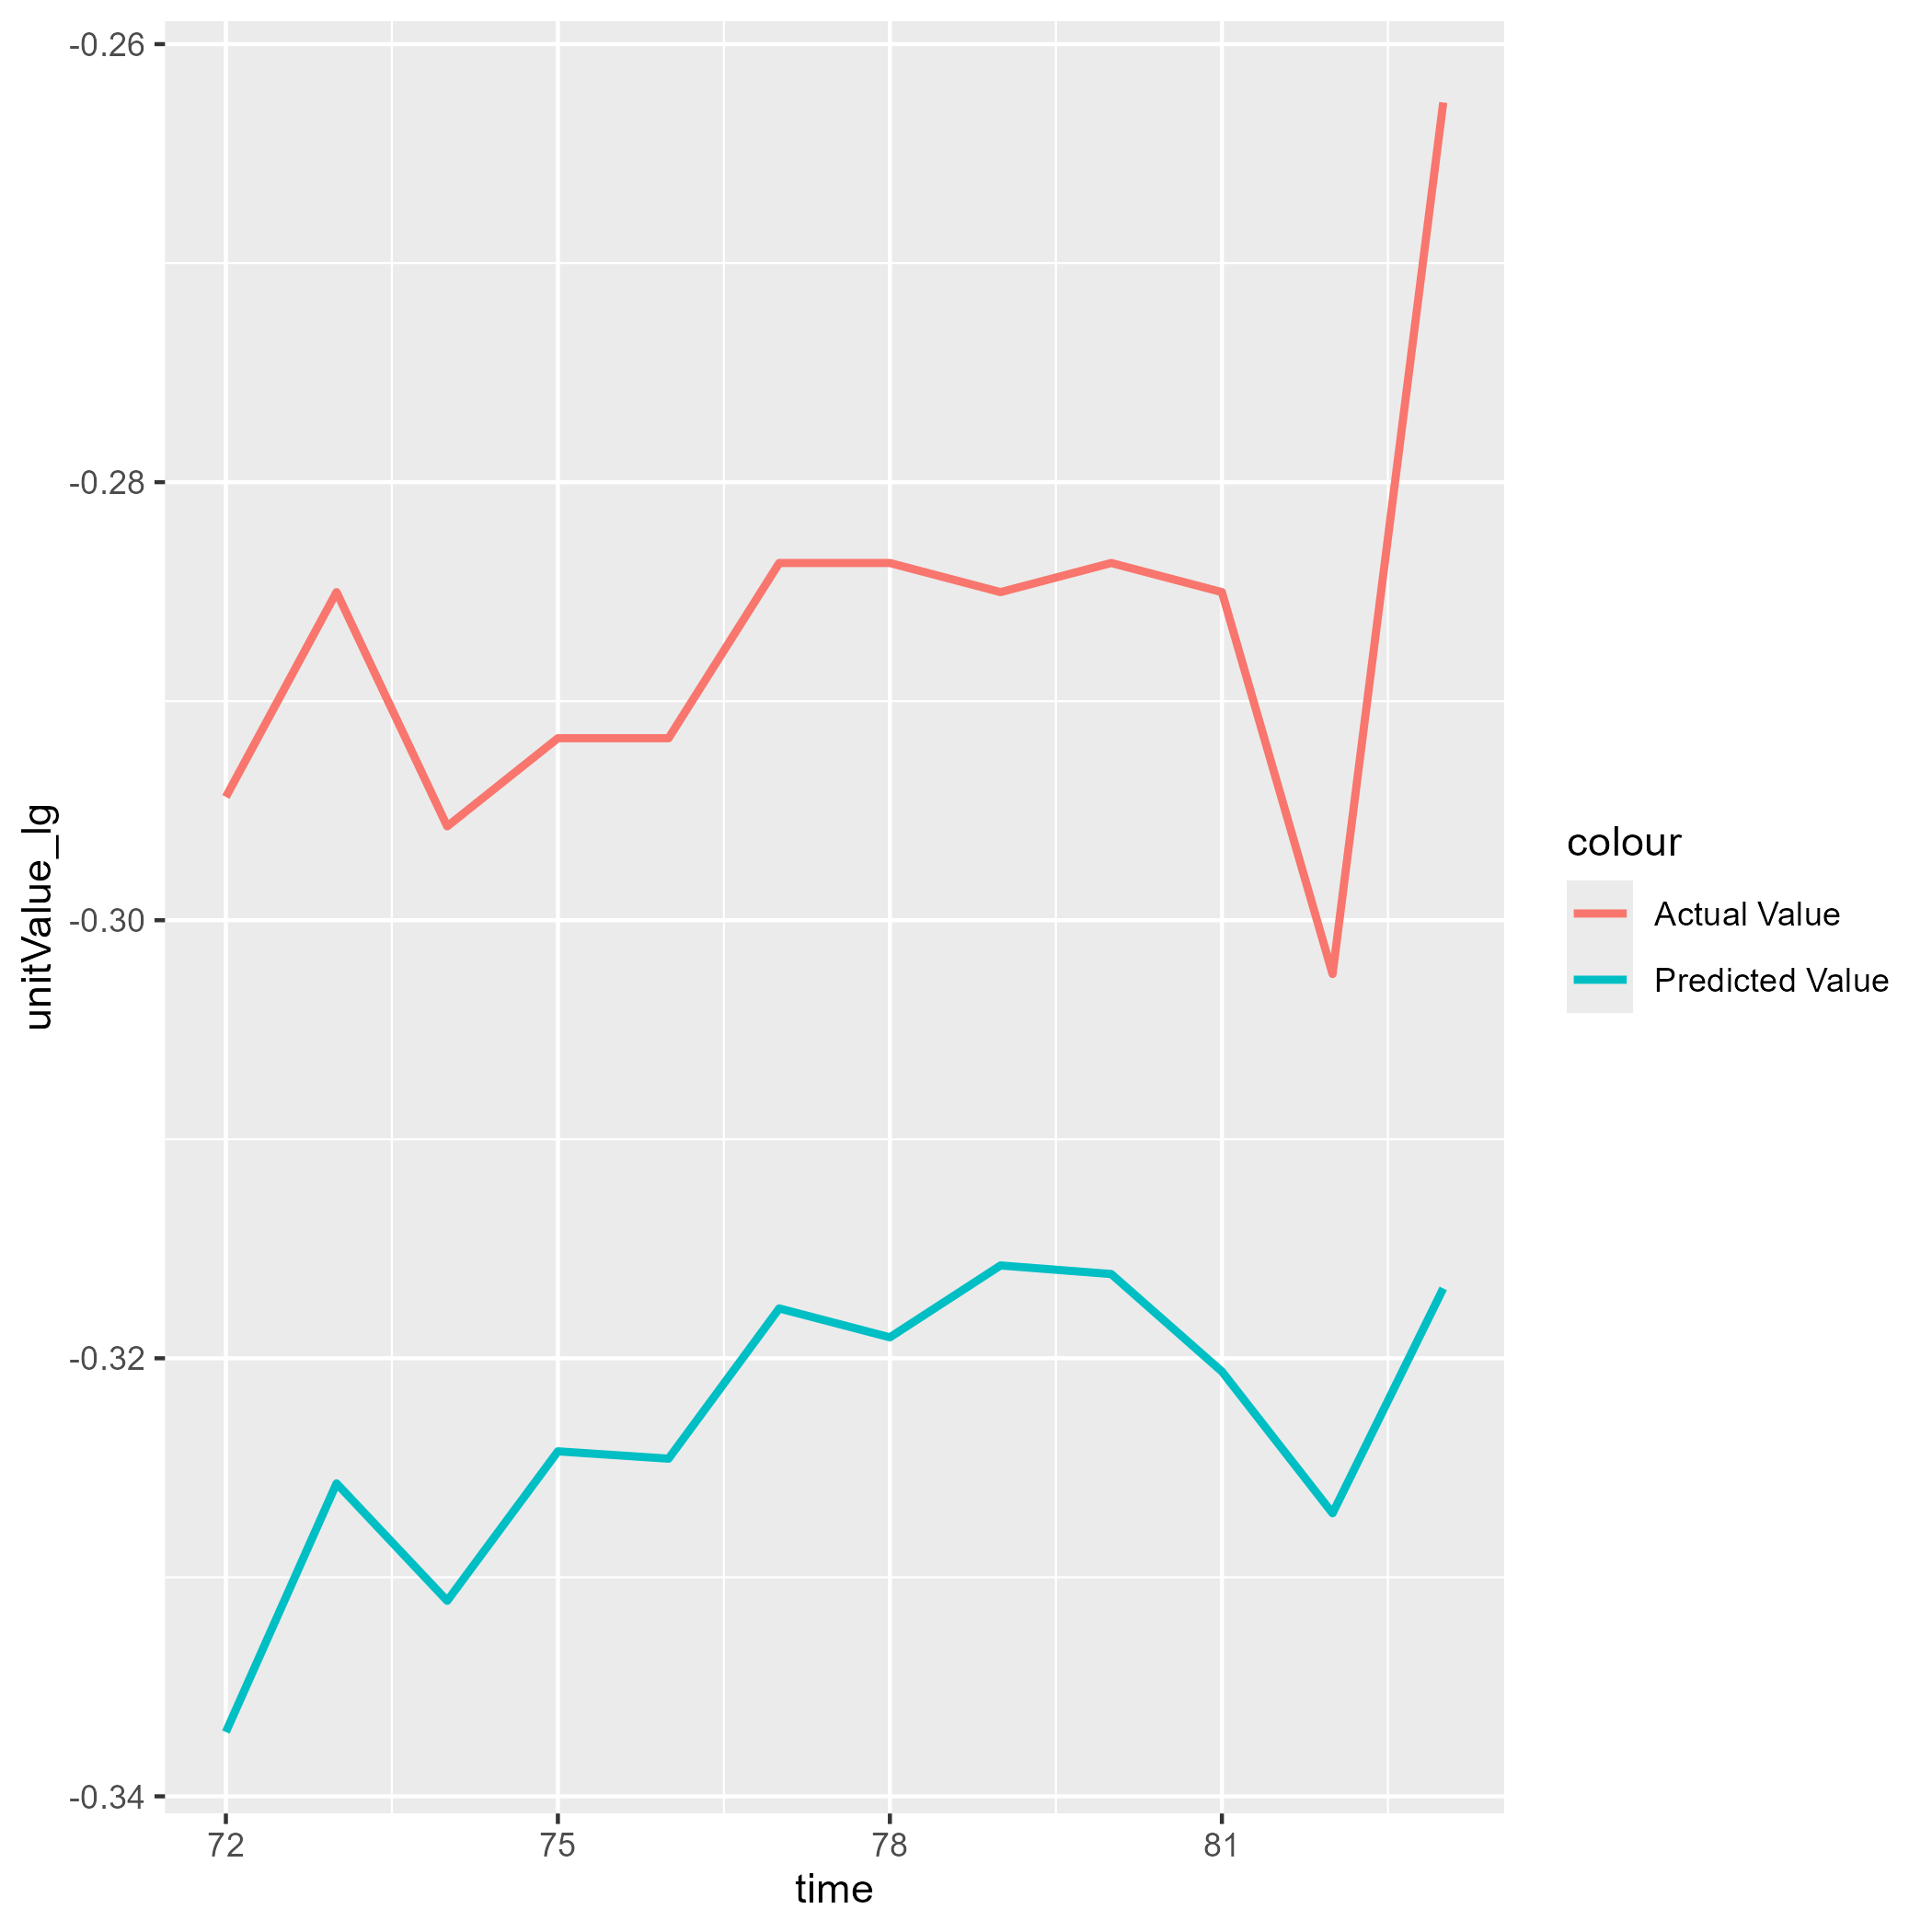 -0.26
-0.28
-0.30
-0.32
-0.34
unitValue_lg
72 75 78 81
time
colour
Actual Value
Predicted Value